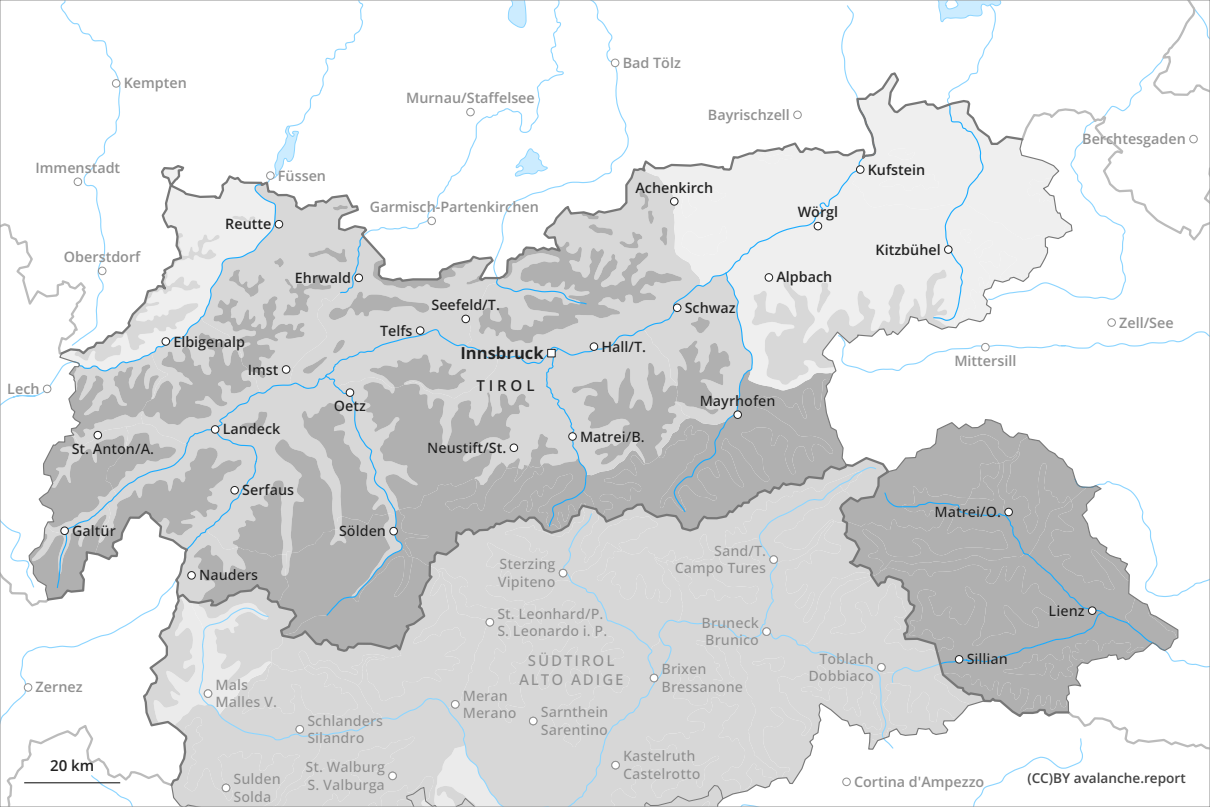 Kempten
Bad Tölz
Murnau/Staffelsee
Bayrischzell
Berchtesgaden
Immenstadt
Füssen
Kufstein
Achenkirch
Garmisch-Partenkirchen
Wörgl
Reutte
Kitzbühel
Oberstdorf
Ehrwald
Alpbach
Seefeld/T.
Schwaz
Zell/See
Telfs
Elbigenalp
Innsbruck
Hall/T.
Mittersill
Imst
TIROL
Lech
Oetz
Mayrhofen
Landeck
St. Anton/A.
Neustift/St.
Matrei/B.
Serfaus
Matrei/O.
Galtür
Sölden
Nauders
Sterzing
Vipiteno
Sand/T.
Campo Tures
St. Leonhard/P.
S. Leonardo i. P.
Bruneck
Brunico
Lienz
SÜDTIROL
ALTO ADIGE
Toblach
Dobbiaco
Sillian
Brixen
Bressanone
Zernez
Mals
Malles V.
Meran
Merano
Sarnthein
Sarentino
Schlanders
Silandro
Kastelruth
Castelrotto
St. Walburg
S. Valburga
20 km
Sulden
Solda
Cortina d'Ampezzo
(CC)BY avalanche.report